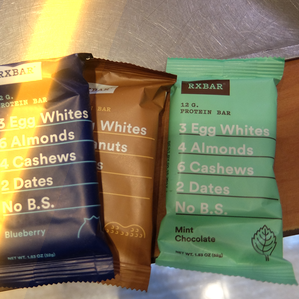 RXBAR
12 G.
PROTEIN BAR
3 Egg Whites
6 Almonds
4 Cashews
2 Dates
No B.S.
Blueberry
NET WT. 1.83 OZ (52g)
Whites
nuts
RXBAR
12 G.
PROTEIN BAR
3 Egg Whites
4 Almonds
6 Cashews
2 Dates
No B.S.
Mint
Chocolate
NET WT. 1.83 OZ (52g)